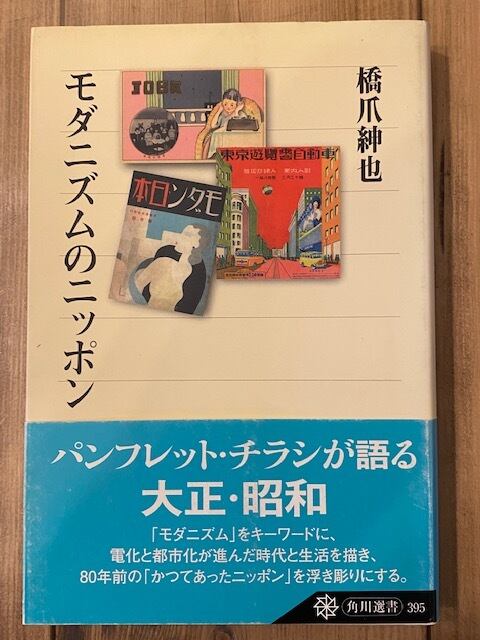 橋爪紳也
モダニズムのニッポン
JOBK
東京遊覧乗合自動車
モダン日本
パンフレット・チラシが語る
大正・昭和
「モダニズム」をキーワードに、
電化と都市化が進んだ時代と生活を描き、
80年前の「かつてあったニッポン」を浮き彫りにする。
角川選書 395